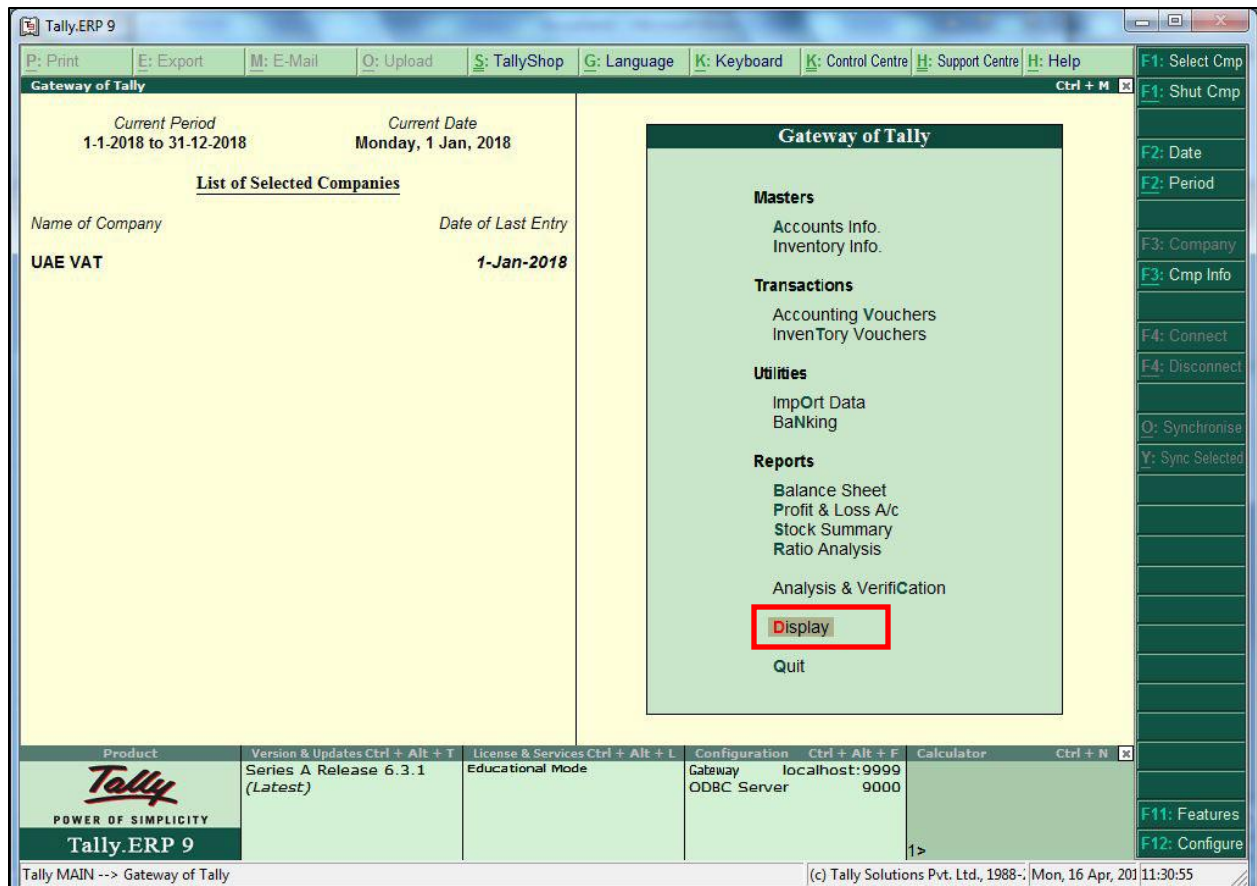 Tally.ERP 9
P: Print E: Export M: E-Mail O: Upload S: TallyShop G: Language K: Keyboard K: Control Centre H: Support Centre H: Help
Gateway of Tally Ctrl + M
Current Period Current Date
1-1-2018 to 31-12-2018 Monday, 1 Jan, 2018
List of Selected Companies
Name of Company Date of Last Entry
UAE VAT 1-Jan-2018
Gateway of Tally
Masters
Accounts Info.
Inventory Info.
Transactions
Accounting Vouchers
InvenTory Vouchers
Utilities
ImpOrt Data
BaNking
Reports
Balance Sheet
Profit & Loss A/c
Stock Summary
Ratio Analysis
Analysis & VerifiCation
Display
Quit
F1: Select Cmp
F1: Shut Cmp
F2: Date
F2: Period
F3: Company
F3: Cmp Info
F4: Connect
F4: Disconnect
O: Synchronise
Y: Sync Selected
F11: Features
F12: Configure
Product
Tally
POWER OF SIMPLICITY
Tally.ERP 9
Version & Updates Ctrl + Alt + T
Series A Release 6.3.1
(Latest)
License & Services Ctrl + Alt + L
Educational Mode
Configuration Ctrl + Alt + F
Gateway localhost:9999
ODBC Server 9000
Calculator Ctrl + N
1>
Tally MAIN --> Gateway of Tally (c) Tally Solutions Pvt. Ltd., 1988- Mon, 16 Apr, 201 11:30:55